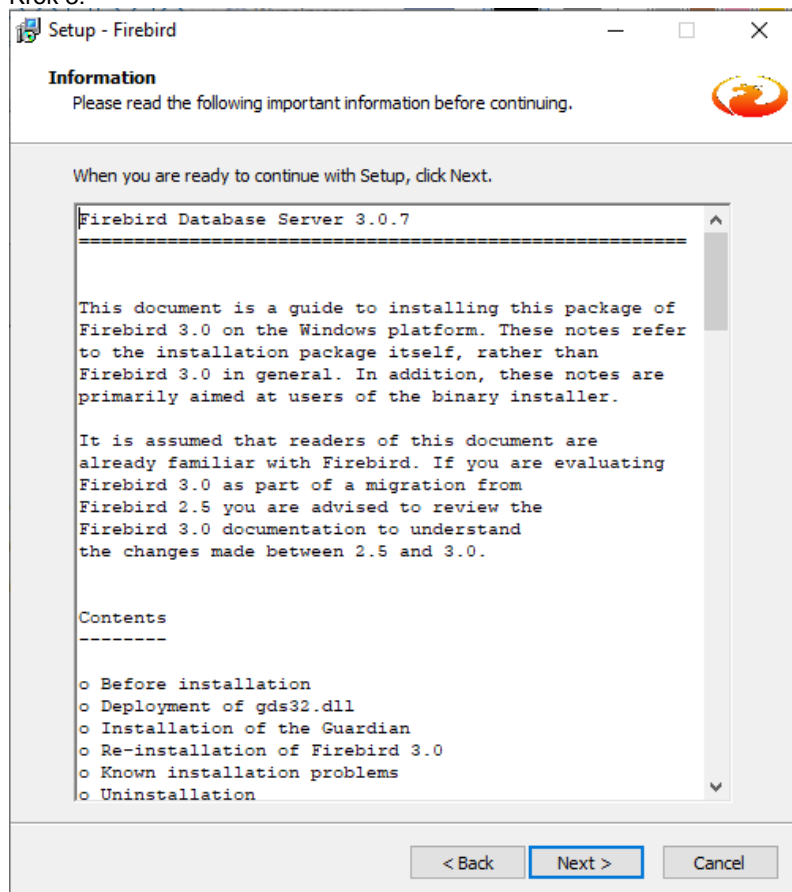 Setup - Firebird
Information
Please read the following important information before continuing.
When you are ready to continue with Setup, click Next.
Firebird Database Server 3.0.7
=======================================================
This document is a guide to installing this package of
Firebird 3.0 on the Windows platform. These notes refer
to the installation package itself, rather than
Firebird 3.0 in general. In addition, these notes are
primarily aimed at users of the binary installer.
It is assumed that readers of this document are
already familiar with Firebird. If you are evaluating
Firebird 3.0 as part of a migration from
Firebird 2.5 you are advised to review the
Firebird 3.0 documentation to understand
the changes made between 2.5 and 3.0.
Contents
--------
o Before installation
o Deployment of gds32.dll
o Installation of the Guardian
o Re-installation of Firebird 3.0
o Known installation problems
o Uninstallation
< Back Next > Cancel